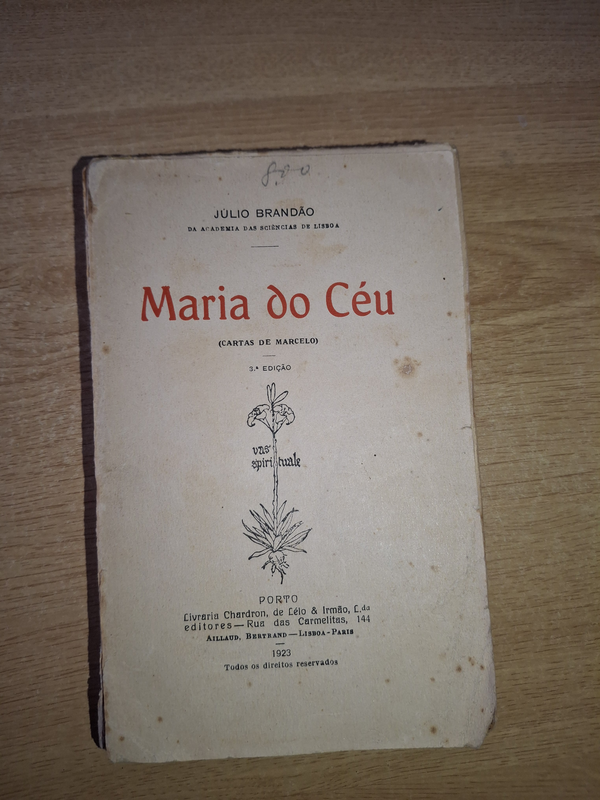 8.00
JÚLIO BRANDÃO
DA ACADEMIA DAS SCIÊNCIAS DE LISBOA
Maria do Céu
(CARTAS DE MARCELO)
3.ª EDIÇÃO
vas
spirituale
PORTO
Livraria Chardron, de Lélo & Irmão, L.da
editores—Rua das Carmelitas, 144
AILLAUD, BERTRAND—LISBOA-PARIS
1923
Todos os direitos reservados